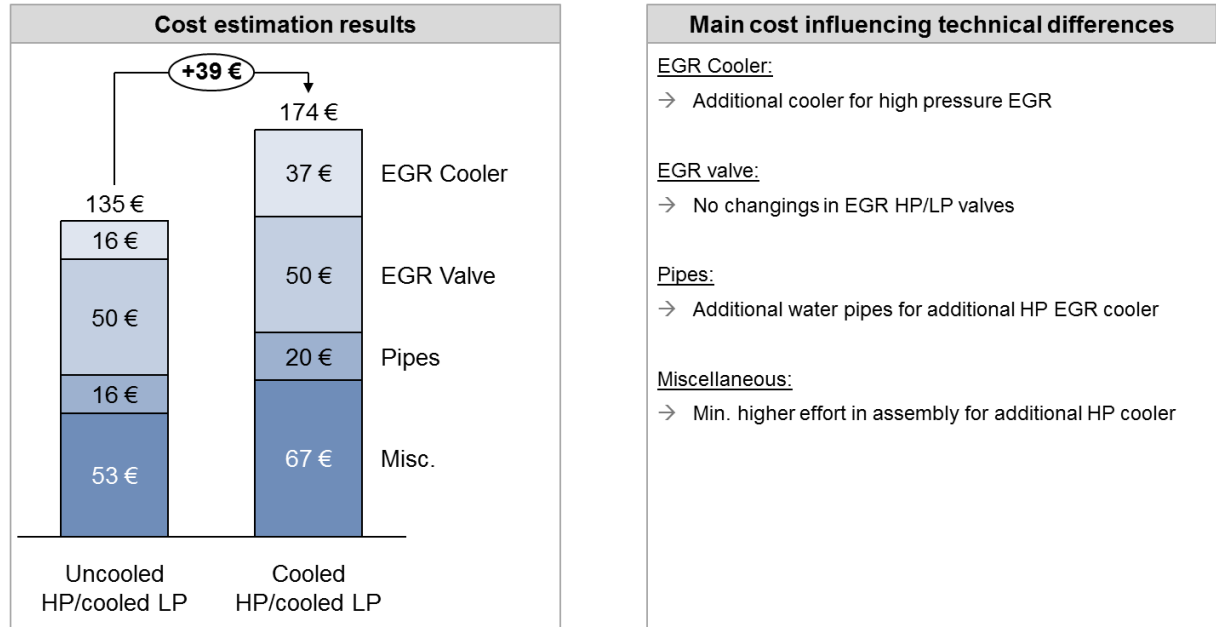 Cost estimation results
+39 €
174 €
37 €
EGR Cooler
135 €
16 €
50 €
EGR Valve
50 €
20 €
Pipes
16 €
67 €
Misc.
53 €
Uncooled
HP/cooled LP
Cooled
HP/cooled LP
Main cost influencing technical differences
EGR Cooler:
→ Additional cooler for high pressure EGR
EGR valve:
→ No changings in EGR HP/LP valves
Pipes:
→ Additional water pipes for additional HP EGR cooler
Miscellaneous:
→ Min. higher effort in assembly for additional HP cooler